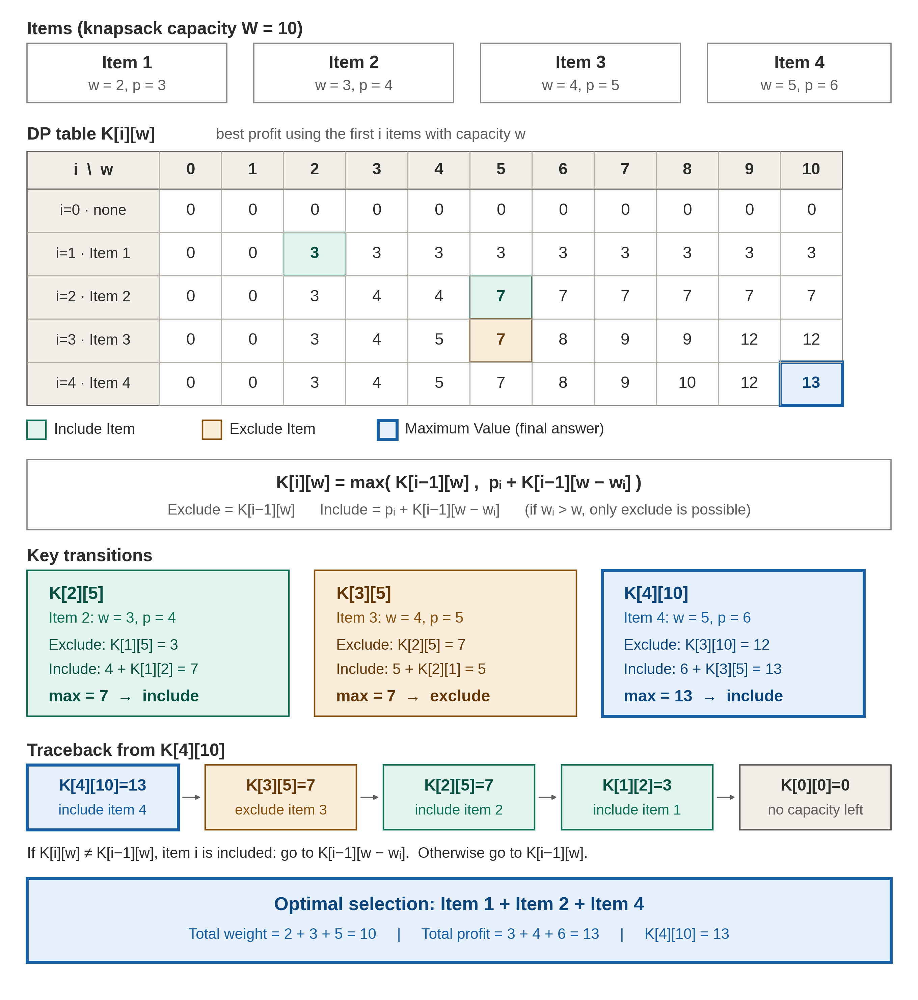 Items (knapsack capacity W = 10)
Item 1
w = 2, p = 3
Item 2
w = 3, p = 4
Item 3
w = 4, p = 5
Item 4
w = 5, p = 6
DP table K[i][w] best profit using the first i items with capacity w
i \ w 0 1 2 3 4 5 6 7 8 9 10
i=0 · none 0 0 0 0 0 0 0 0 0 0 0
i=1 · Item 1 0 0 3 3 3 3 3 3 3 3 3
i=2 · Item 2 0 0 3 4 4 7 7 7 7 7 7
i=3 · Item 3 0 0 3 4 5 7 8 9 9 12 12
i=4 · Item 4 0 0 3 4 5 7 8 9 10 12 13
Include Item Exclude Item Maximum Value (final answer)
K[i][w] = max( K[i−1][w] , pᵢ + K[i−1][w − wᵢ] )
Exclude = K[i−1][w] Include = pᵢ + K[i−1][w − wᵢ] (if wᵢ > w, only exclude is possible)
Key transitions
K[2][5]
Item 2: w = 3, p = 4
Exclude: K[1][5] = 3
Include: 4 + K[1][2] = 7
max = 7 → include
K[3][5]
Item 3: w = 4, p = 5
Exclude: K[2][5] = 7
Include: 5 + K[2][1] = 5
max = 7 → exclude
K[4][10]
Item 4: w = 5, p = 6
Exclude: K[3][10] = 12
Include: 6 + K[3][5] = 13
max = 13 → include
Traceback from K[4][10]
K[4][10]=13
include item 4
K[3][5]=7
exclude item 3
K[2][5]=7
include item 2
K[1][2]=3
include item 1
K[0][0]=0
no capacity left
If K[i][w] ≠ K[i−1][w], item i is included: go to K[i−1][w − wᵢ]. Otherwise go to K[i−1][w].
Optimal selection: Item 1 + Item 2 + Item 4
Total weight = 2 + 3 + 5 = 10 | Total profit = 3 + 4 + 6 = 13 | K[4][10] = 13